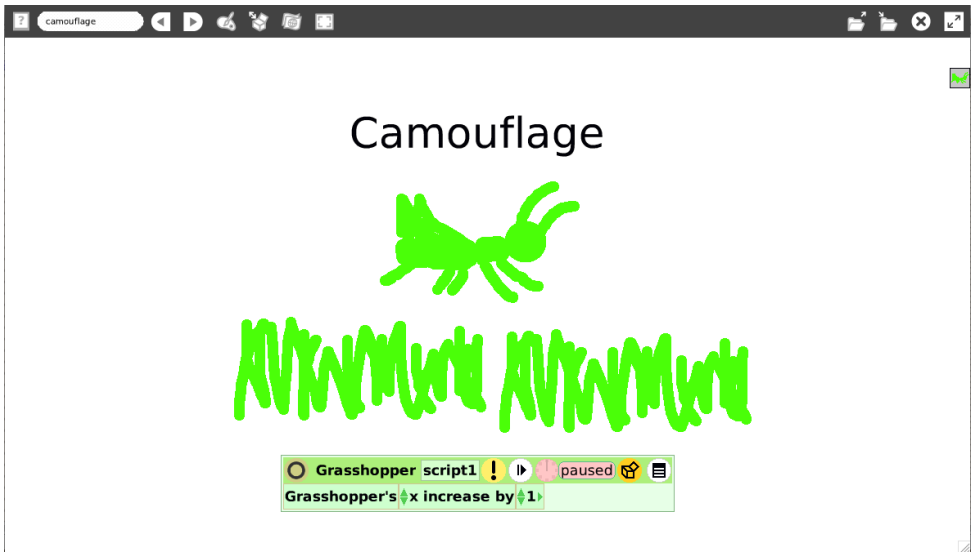 camouflage
Camouflage
Grasshopper script1 ! paused
Grasshopper's x increase by 1